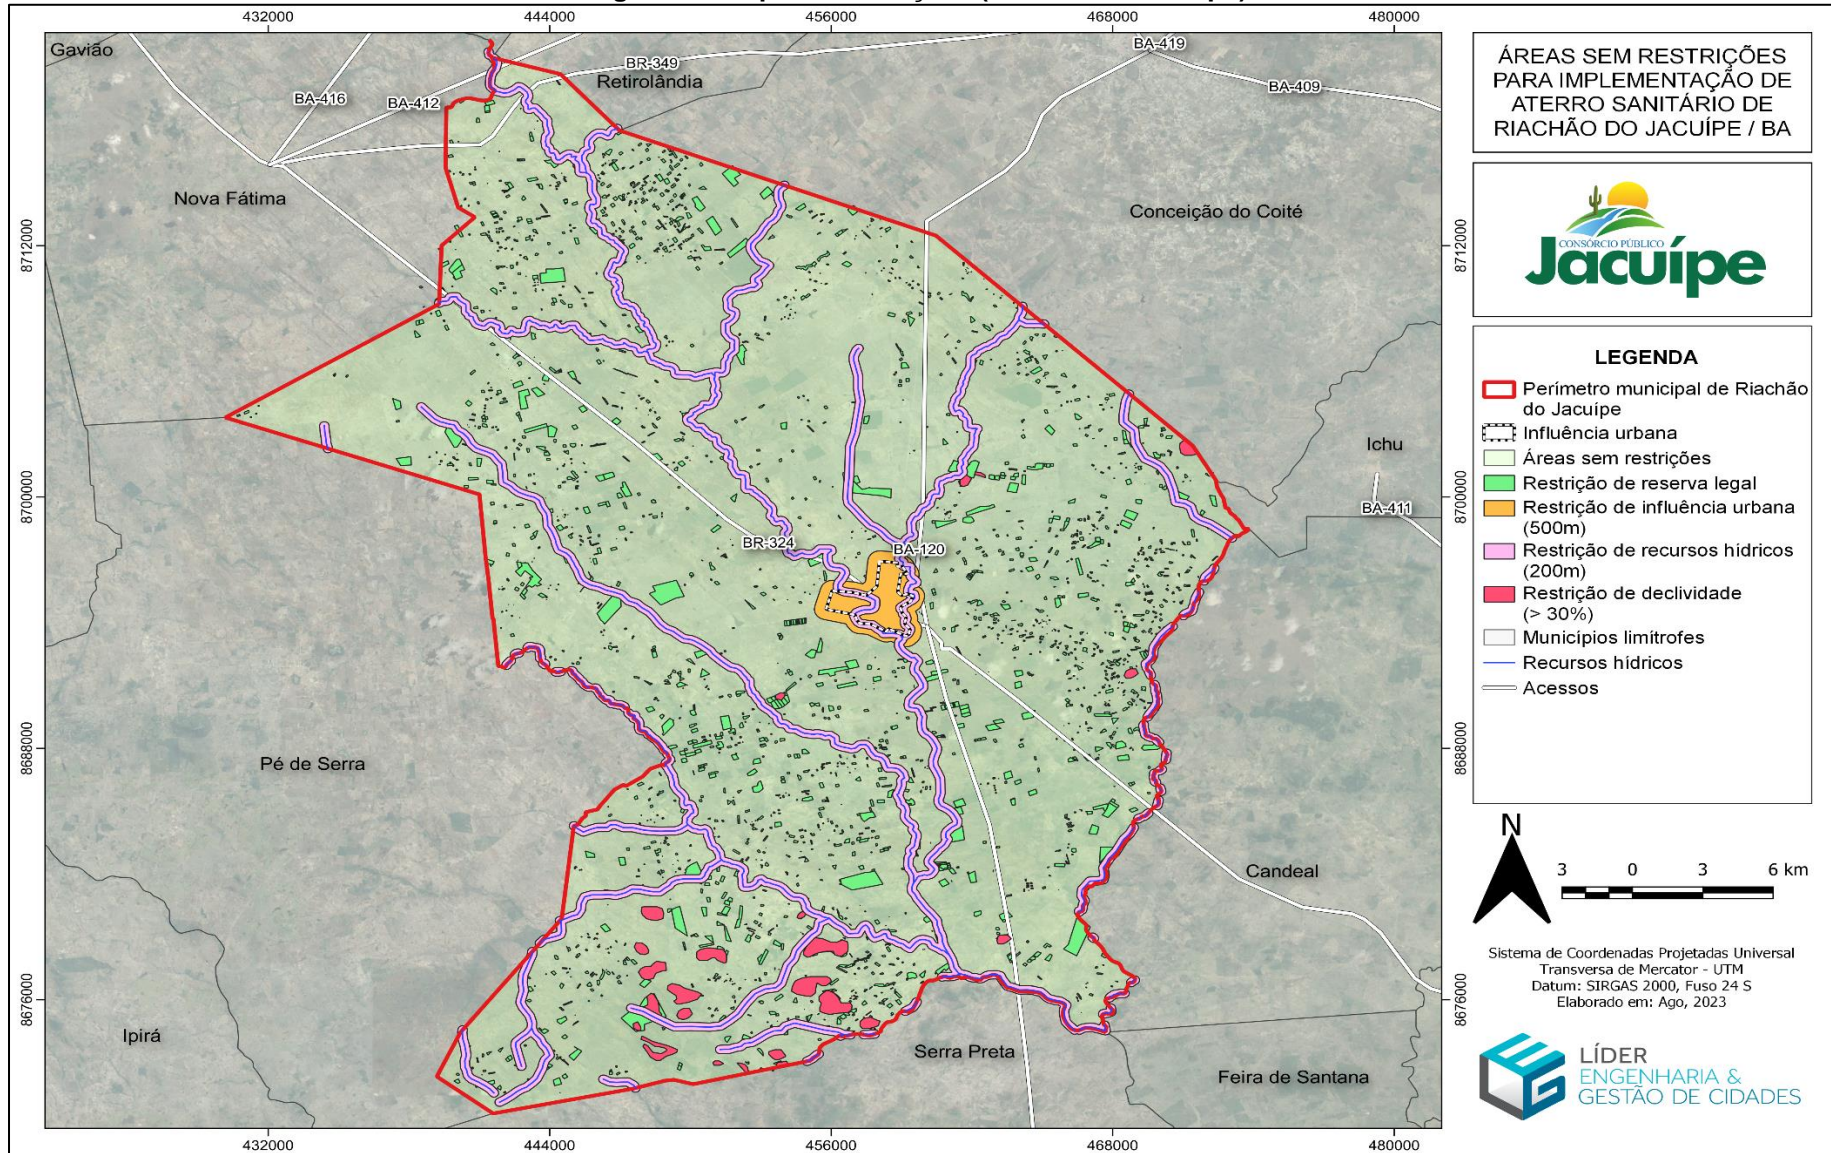 432000
444000
456000
468000
480000
Gavião
BA-419
BR-349
Retirolândia
BA-416
BA-412
BA-409
Nova Fátima
Conceição do Coité
8712000
8712000
Ichu
8700000
8700000
BA-411
BR-324
BA-120
8688000
8688000
Pé de Serra
Candeal
8676000
8676000
Ipirá
Serra Preta
Feira de Santana
432000
444000
456000
468000
480000
ÁREAS SEM RESTRIÇÕES
PARA IMPLEMENTAÇÃO DE
ATERRO SANITÁRIO DE
RIACHÃO DO JACUÍPE / BA
CONSÓRCIO PÚBLICO
Jacuípe
LEGENDA
Perímetro municipal de Riachão
do Jacuípe
Influência urbana
Áreas sem restrições
Restrição de reserva legal
Restrição de influência urbana
(500m)
Restrição de recursos hídricos
(200m)
Restrição de declividade
(> 30%)
Municípios limítrofes
Recursos hídricos
Acessos
N
3 0 3 6 km
Sistema de Coordenadas Projetadas Universal
Transversa de Mercator - UTM
Datum: SIRGAS 2000, Fuso 24 S
Elaborado em: Ago, 2023
LÍDER
ENGENHARIA &
GESTÃO DE CIDADES